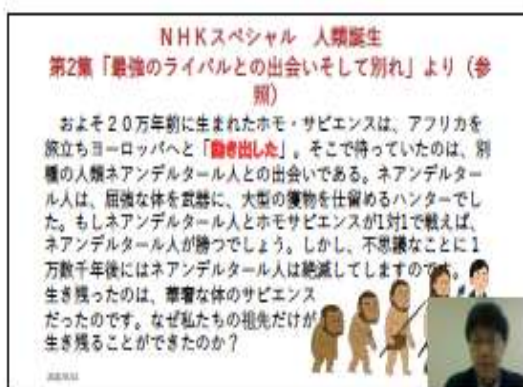 NHKスペシャル 人類誕生
第2集「最強のライバルとの出会いそして別れ」より(参
照)
およそ20万年前に生まれたホモ・サピエンスは、アフリカを
旅立ちヨーロッパへと「動き出した」。そこで待っていたのは、別
種の人類ネアンデルタール人との出会いである。ネアンデルター
ル人は、屈強な体を武器に、大型の獲物を仕留めるハンターでし
た。もしネアンデルタール人とホモサピエンスが1対1で戦えば、
ネアンデルタール人が勝つでしょう。しかし、不思議なことに1
万数千年後にはネアンデルタール人は絶滅してしますのです。
生き残ったのは、華奢な体のサピエンス
だったのです。なぜ私たちの祖先だけが
生き残ることができたのか?